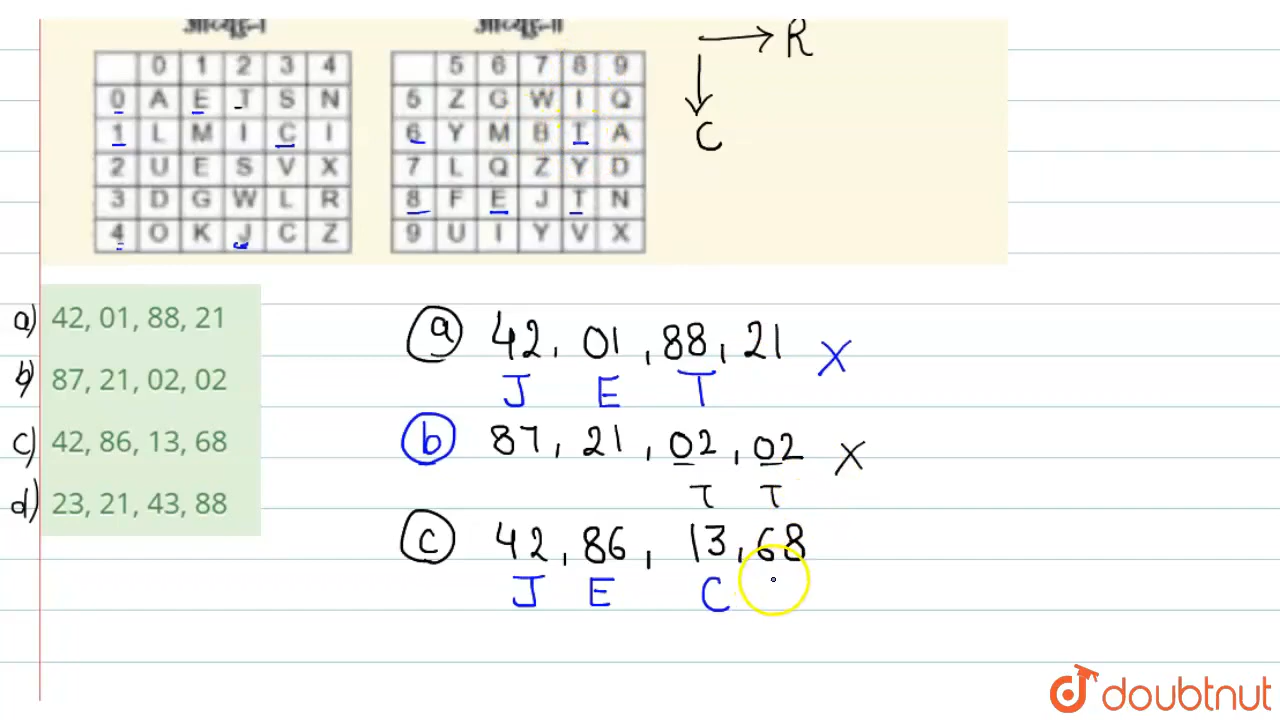 आव्यूह-I आव्यूह-II
→ R
0 1 2 3 4 5 6 7 8 9
0 A E T S N 5 Z G W I Q
1 L M I C I 6 Y M B T A
C
2 U E S V X 7 L Q Z Y D
3 D G W L R 8 F E J T N
4 O K J C Z 9 U I Y V X
a) 42, 01, 88, 21
b) 87, 21, 02, 02
c) 42, 86, 13, 68
d) 23, 21, 43, 88
a 42, 01, 88, 21 X
J E T
b 87, 21, 02, 02 X
T T
c 42, 86, 13, 68
J E C
doubtnut